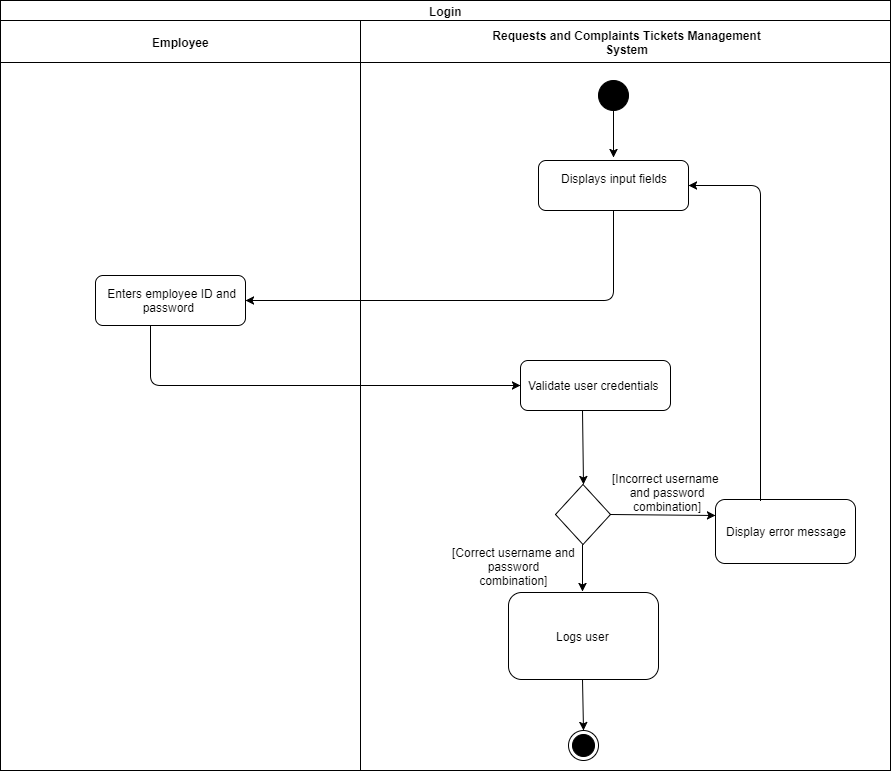 Login
Employee
Requests and Complaints Tickets Management
System
Displays input fields
Enters employee ID and
password
Validate user credentials
[Incorrect username
and password
combination]
Display error message
[Correct username and
password
combination]
Logs user